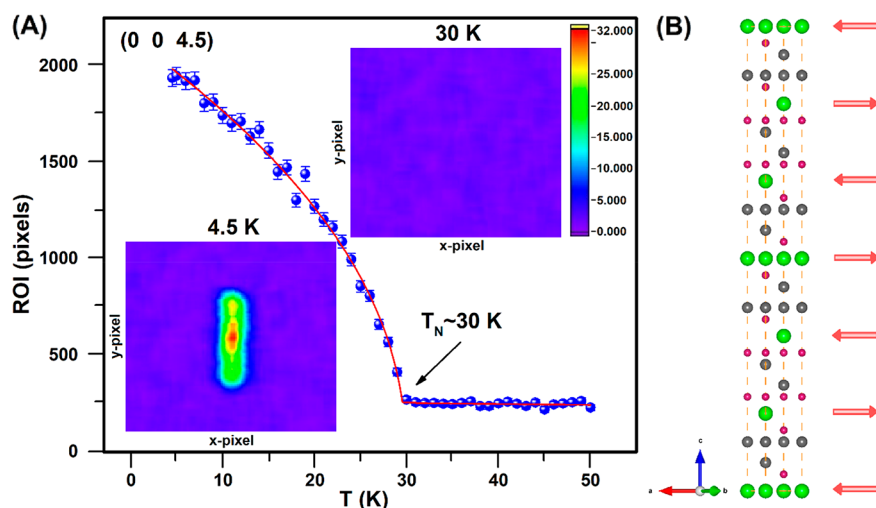 (A)
(0 0 4.5)
30 K
32.000
25.000
20.000
15.000
10.000
5.000
0.000
y-pixel
x-pixel
4.5 K
y-pixel
x-pixel
T_N~30 K
ROI (pixels)
2000
1500
1000
500
0
0 10 20 30 40 50
T (K)
(B)
c
a
b